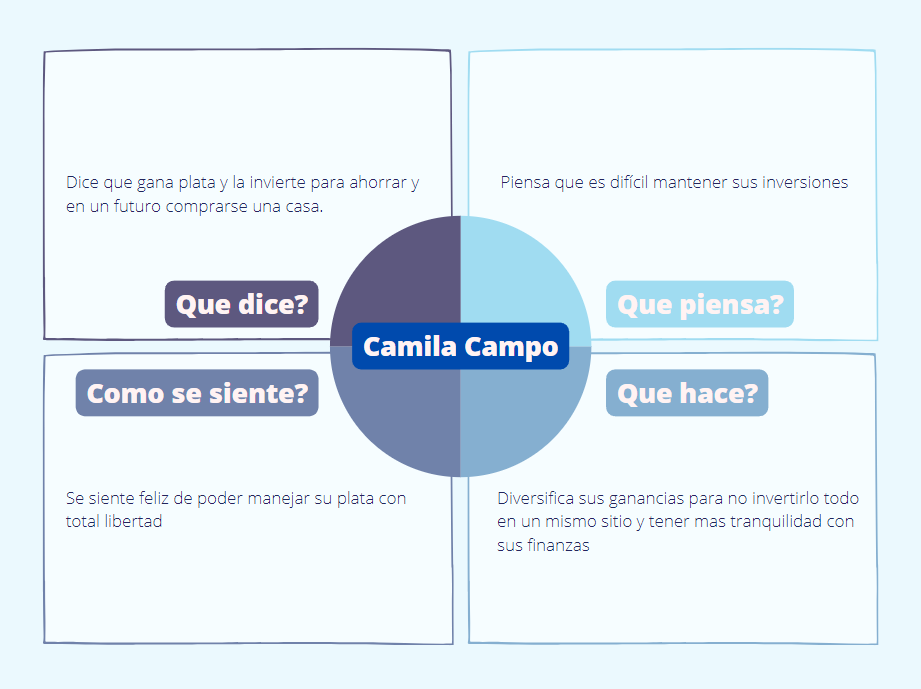 Dice que gana plata y la invierte para ahorrar y
en un futuro comprarse una casa.
Que dice?
Piensa que es difícil mantener sus inversiones
Que piensa?
Camila Campo
Como se siente?
Se siente feliz de poder manejar su plata con
total libertad
Que hace?
Diversifica sus ganancias para no invertirlo todo
en un mismo sitio y tener mas tranquilidad con
sus finanzas